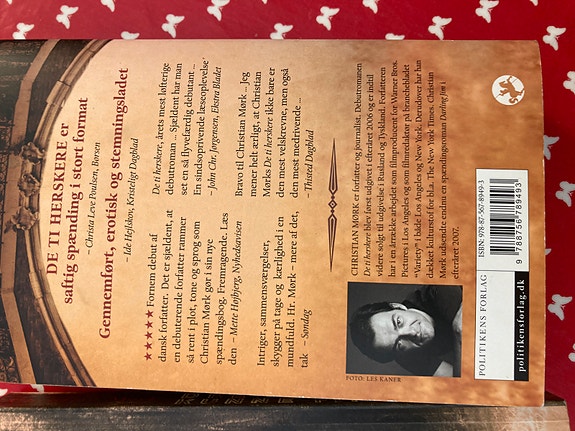 DE TI HERSKERE er
saftig spænding i stort format
– Christa Leve Poulsen, Børsen
Gennemført, erotisk og stemningsladet
– Ide Hejlskov, Kristeligt Dagblad
★★★★★★ Fornem debut af
dansk forfatter. Det er sjældent, at
en debuterende forfatter rammer
så rent i plot, tone og sprog som
Christian Mørk gør i sin nye
spændingsbog. Fremragende. Læs
den – Mette Højbjerg, Nyhedsavisen
Intriger, sammensværgelser,
skygger på tage og kærlighed i en
mundfuld. Hr. Mørk – mere af det,
tak – Søndag
De ti herskere, årets mest løfterige
debutroman ... Sjældent har man
set en så flyvefærdig debutant ...
En sindsoprivende læseoplevelse'
– John Chr. Jørgensen, Ekstra Bladet
Bravo til Christian Mørk ... Jeg
mener helt ærligt, at Christian
Mørks De ti herskere ikke bare er
den mest velskrevne, men også
den mest medrivende ...
– Thisted Dagblad
CHRISTIAN MØRK er forfatter og journalist. Debutromanen
De ti herskere blev først udgivet i efteråret 2006 og er indtil
videre solgt til udgivelse i Rusland og Tyskland. Forfatteren
har i en årrække arbejdet som filmproducent for Warner Bros.
Pictures i Los Angeles og som filmredaktør på Branchebladet
"Variety" i både Los Angeles og New York. Derudover har han
dækket kulturstof for bl.a. The New York Times. Christian
Mørk udsendte endnu en spændingsroman Darling Jim i
efteråret 2007.
FOTO: LES KANER
POLITIKENS FORLAG
politikensforlag.dk
ISBN: 978-87-567-8949-3
9 788756 789493